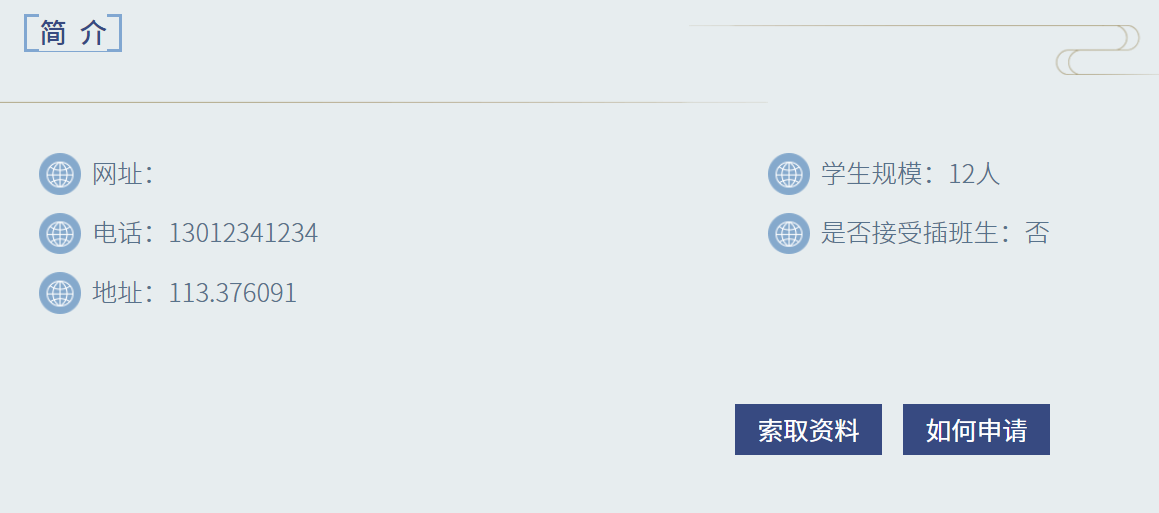 简 介
网址：
学生规模：12人
电话：13012341234
是否接受插班生：否
地址：113.376091
索取资料
如何申请